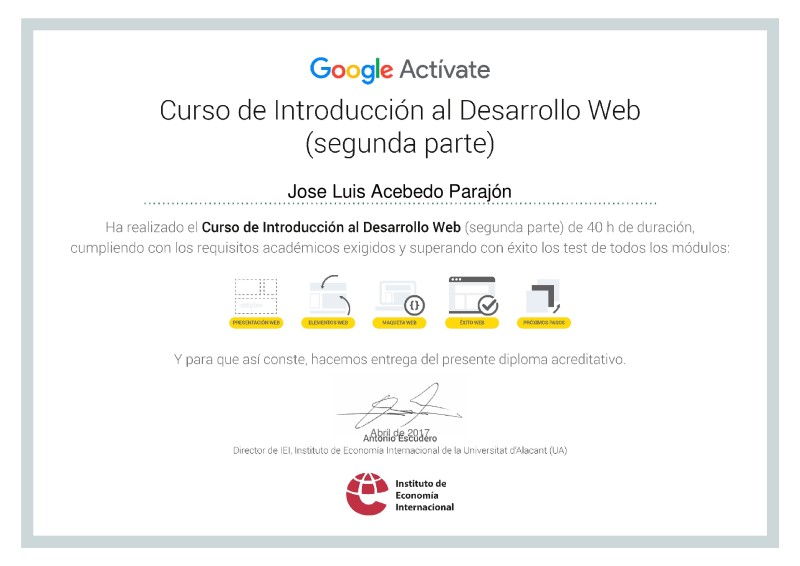 Google Actívate
Curso de Introducción al Desarrollo Web
(segunda parte)
Jose Luis Acebedo Parajón
Ha realizado el Curso de Introducción al Desarrollo Web (segunda parte) de 40 h de duración,
cumpliendo con los requisitos académicos exigidos y superando con éxito los test de todos los módulos:
{}
PRESENTACIÓN WEB ELEMENTOS WEB MAQUETA WEB ÉXITO WEB PRÓXIMOS PASOS
Y para que así conste, hacemos entrega del presente diploma acreditativo.
Abril de 2017
Antonio Escudero
Director de IEI, Instituto de Economía Internacional de la Universitat d'Alacant (UA)
Instituto de
Economía
Internacional